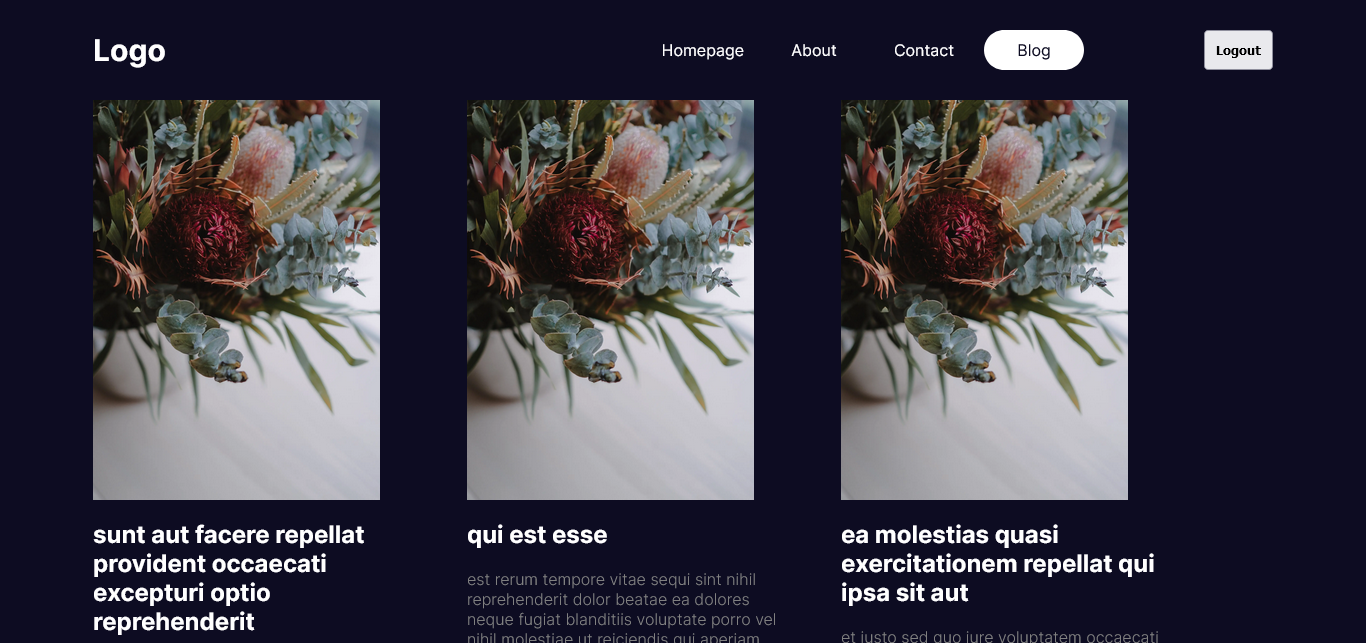 Logo
Homepage
About
Contact
Blog
Logout
sunt aut facere repellat
provident occaecati
excepturi optio
reprehenderit
qui est esse
est rerum tempore vitae sequi sint nihil
reprehenderit dolor beatae ea dolores
neque fugiat blanditiis voluptate porro vel
nihil molestiae ut reiciendis qui aperiam
ea molestias quasi
exercitationem repellat qui
ipsa sit aut
et iusto sed quo iure voluptatem occaecati